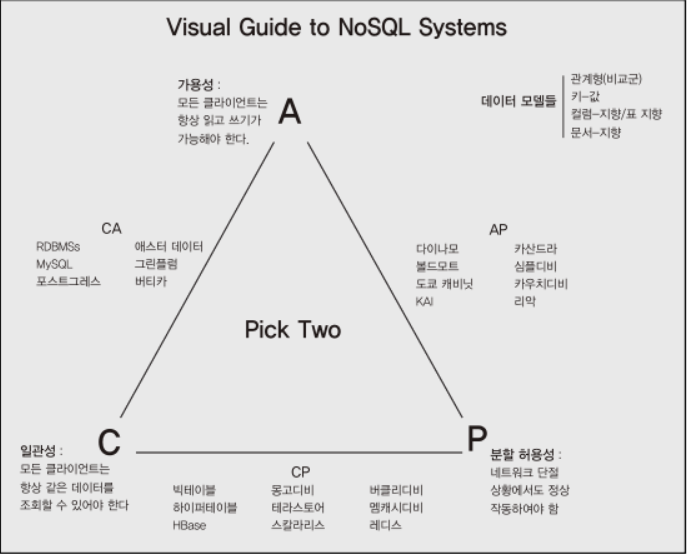 Visual Guide to NoSQL Systems
가용성 :
모든 클라이언트는
항상 읽고 쓰기가
가능해야 한다.
A
데이터 모델들
관계형(비교군)
키-값
컬럼-지향/표 지향
문서-지향
CA
RDBMSs 애스터 데이터
MySQL 그린플럼
포스트그레스 버티카
AP
다이나모 카산드라
볼드모트 심플디비
도쿄 캐비닛 카우치디비
KAI 리악
Pick Two
C
일관성 :
모든 클라이언트는
항상 같은 데이터를
조회할 수 있어야 한다
P
분할 허용성 :
네트워크 단절
상황에서도 정상
작동하여야 함
CP
빅테이블 몽고디비 버클리디비
하이퍼테이블 테라스토어 멤캐시디비
HBase 스칼라리스 레디스